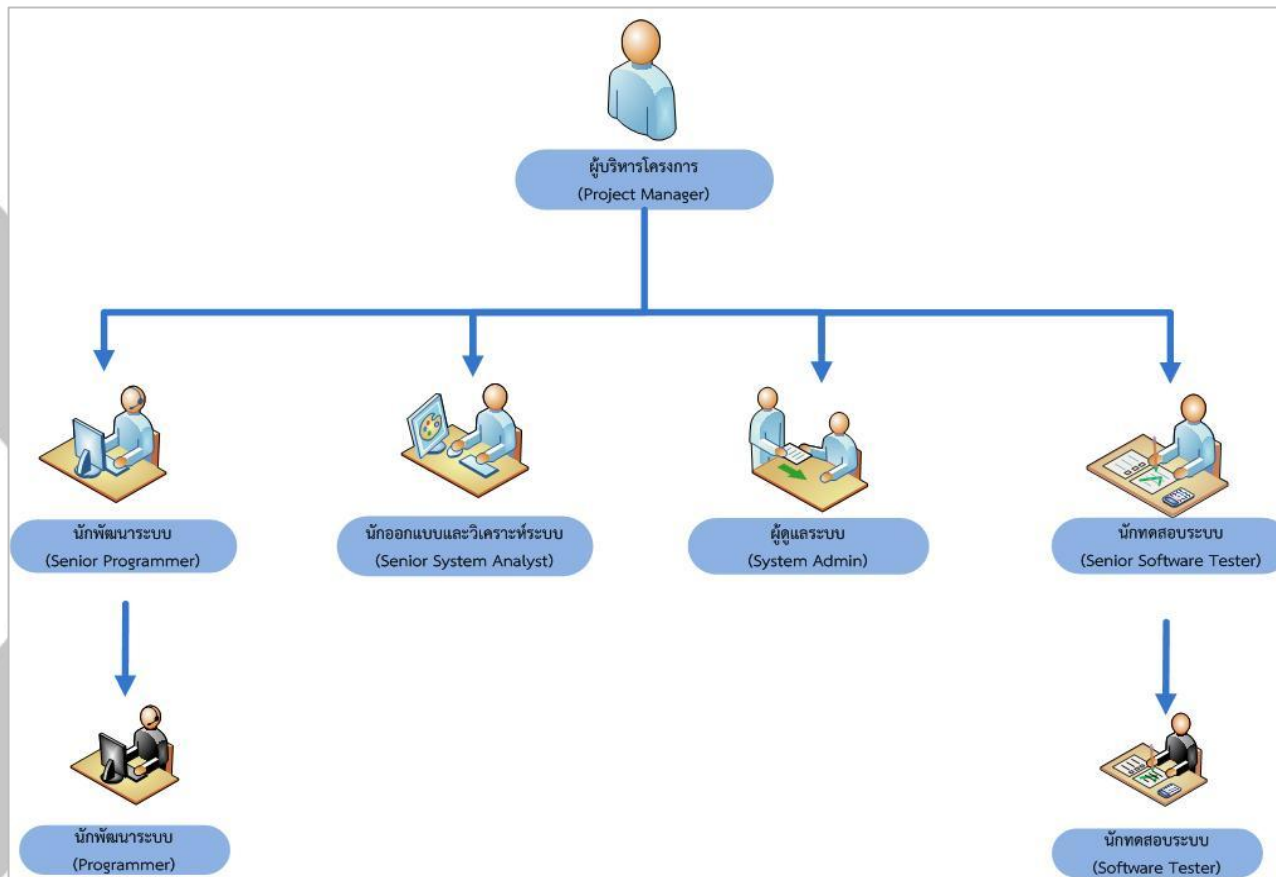 ผู้บริหารโครงการ
(Project Manager)
นักพัฒนาระบบ
(Senior Programmer)
นักออกแบบและวิเคราะห์ระบบ
(Senior System Analyst)
ผู้ดูแลระบบ
(System Admin)
นักทดสอบระบบ
(Senior Software Tester)
นักพัฒนาระบบ
(Programmer)
นักทดสอบระบบ
(Software Tester)